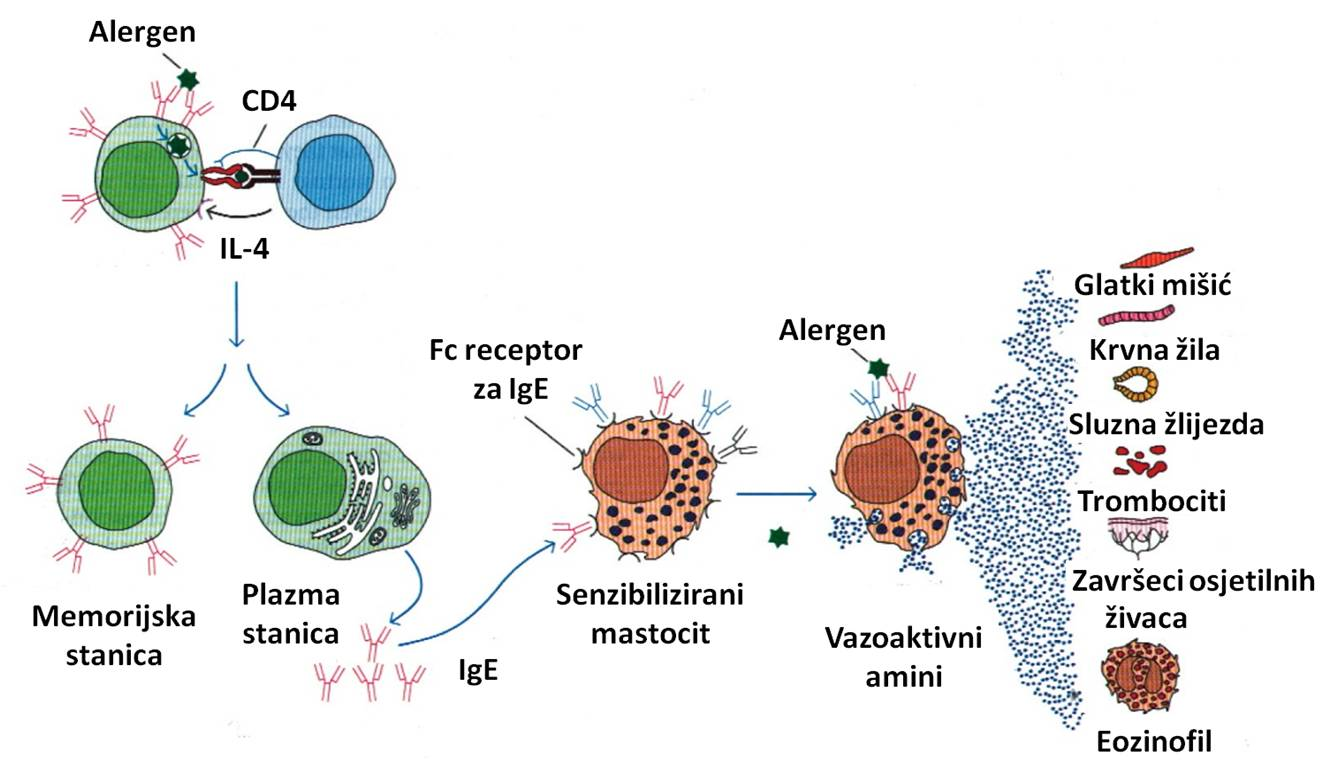 Alergen
CD4
IL-4
Fc receptor
za IgE
Alergen
Memorijska
stanica
Plazma
stanica
IgE
Senzibilizirani
mastocit
Vazoaktivni
amini
Glatki mišić
Krvna žila
Sluzna žlijezda
Trombociti
Završeci osjetilnih
živaca
Eozinofil